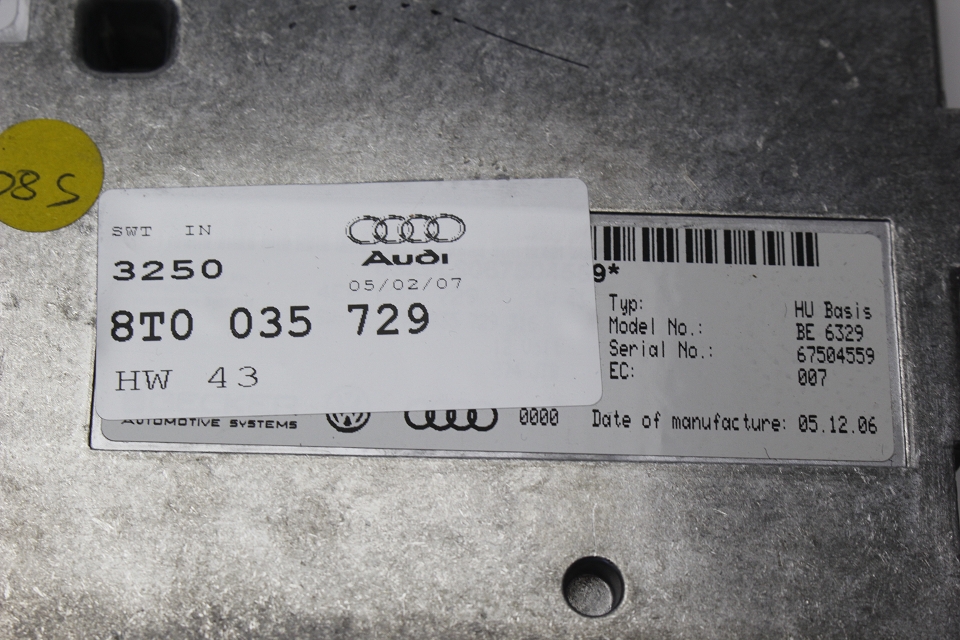 08S
SWT IN
Audi
3250
05/02/07
8T0 035 729
HW 43
9*
Typ: HU Basis
Model No.: BE 6329
Serial No.: 67504559
EC: 007
AUTOMOTIVE SYSTEMS 0000 Date of manufacture: 05.12.06